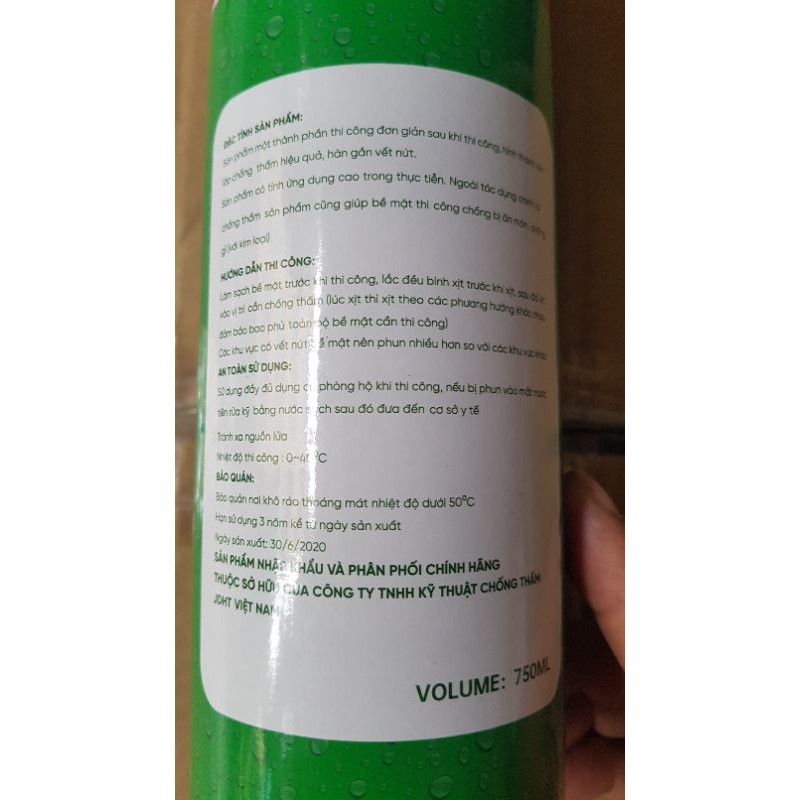 ĐẶC TÍNH SẢN PHẨM:
Sản phẩm một thành phần thi công đơn giản sau khi thi công, hình thành
lớp chống thấm hiệu quả, hàn gắn vết nứt.
Sản phẩm có tính ứng dụng cao trong thực tiễn. Ngoài tác dụng chính là
chống thấm sản phẩm cũng giúp bề mặt thi công chống bị ăn mòn, chống
gỉ (với kim loại)
HƯỚNG DẪN THI CÔNG:
Làm sạch bề mặt trước khi thi công, lắc đều bình xịt trước khi xịt, sau đó xịt
vào vị trí cần chống thấm (lúc xịt thì xịt theo các phương hướng khác nhau
đảm bảo bao phủ toàn bộ bề mặt cần thi công)
Các khu vực có vết nứt bề mặt nên phun nhiều hơn so với các khu vực khác
AN TOÀN SỬ DỤNG:
Sử dụng đầy đủ dụng cụ phòng hộ khi thi công, nếu bị phun vào mắt trước
tiên rửa kỹ bằng nước sạch sau đó đưa đến cơ sở y tế
Tránh xa nguồn lửa
Nhiệt độ thi công : 0~40°C
BẢO QUẢN:
Bảo quản nơi khô ráo thoáng mát nhiệt độ dưới 50°C
Hạn sử dụng 3 năm kể từ ngày sản xuất
Ngày sản xuất: 30/6/2020
SẢN PHẨM NHẬP KHẨU VÀ PHÂN PHỐI CHÍNH HÃNG
THUỘC SỞ HỮU CỦA CÔNG TY TNHH KỸ THUẬT CHỐNG THẤM
JDHT VIỆT NAM
VOLUME: 750ML